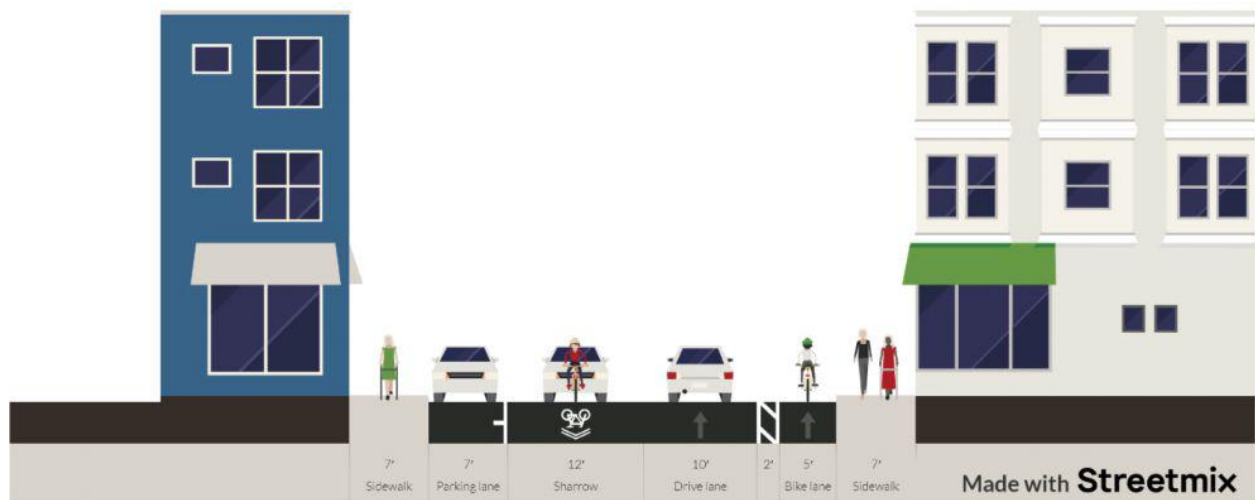 7'
Sidewalk
7'
Parking lane
12'
Sharrow
10'
Drive lane
2'
5'
Bike lane
7'
Sidewalk
Made with Streetmix